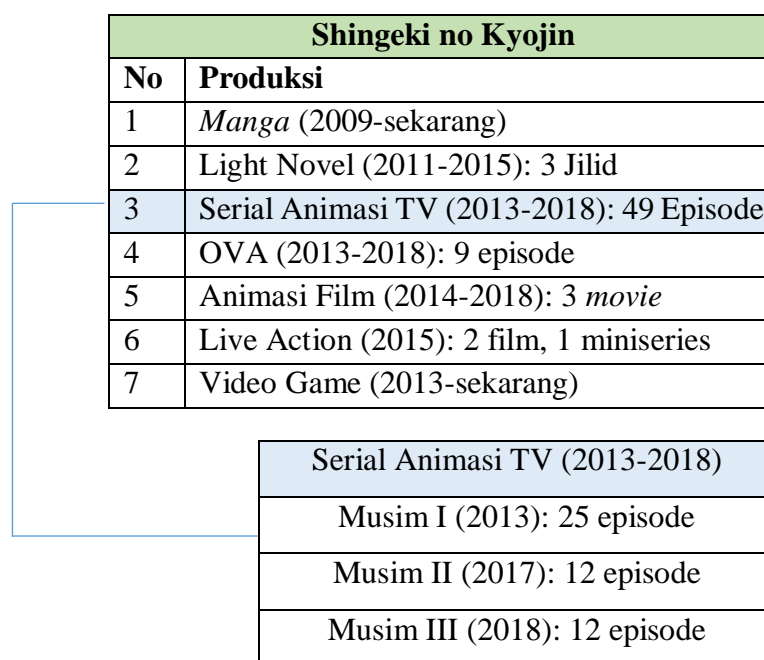 Shingeki no Kyojin
No Produksi
1 Manga (2009-sekarang)
2 Light Novel (2011-2015): 3 Jilid
3 Serial Animasi TV (2013-2018): 49 Episode
4 OVA (2013-2018): 9 episode
5 Animasi Film (2014-2018): 3 movie
6 Live Action (2015): 2 film, 1 miniseries
7 Video Game (2013-sekarang)
Serial Animasi TV (2013-2018)
Musim I (2013): 25 episode
Musim II (2017): 12 episode
Musim III (2018): 12 episode